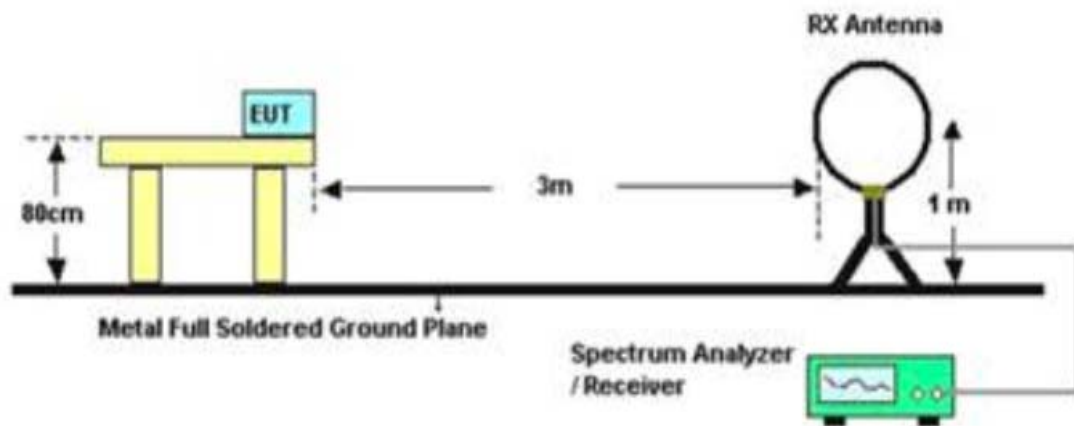 RX Antenna
EUT
80cm
3m
1 m
Metal Full Soldered Ground Plane
Spectrum Analyzer
/ Receiver